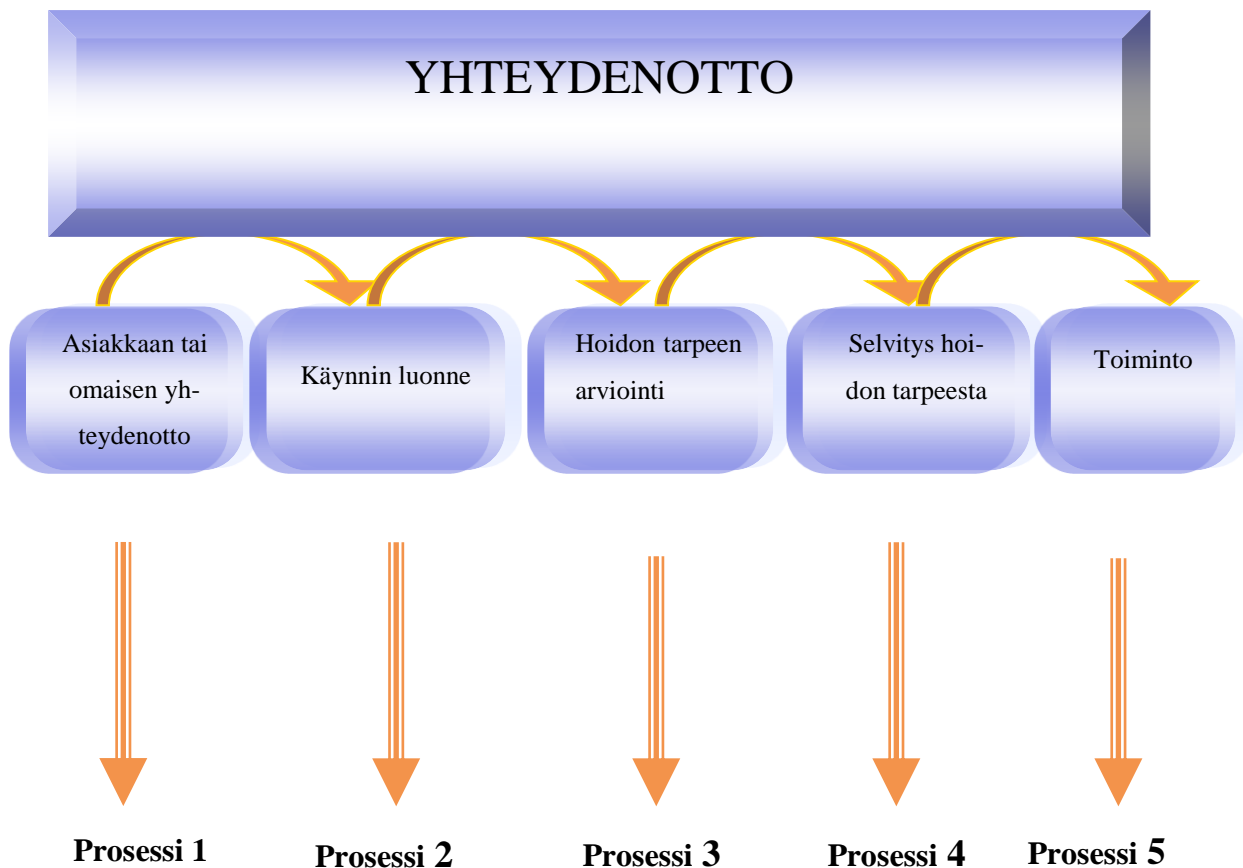 YHTEYDENOTTO
Asiakkaan tai
omaisen yh-
teydenotto
Käynnin luonne
Hoidon tarpeen
arviointi
Selvitys hoi-
don tarpeesta
Toiminto
Prosessi 1
Prosessi 2
Prosessi 3
Prosessi 4
Prosessi 5